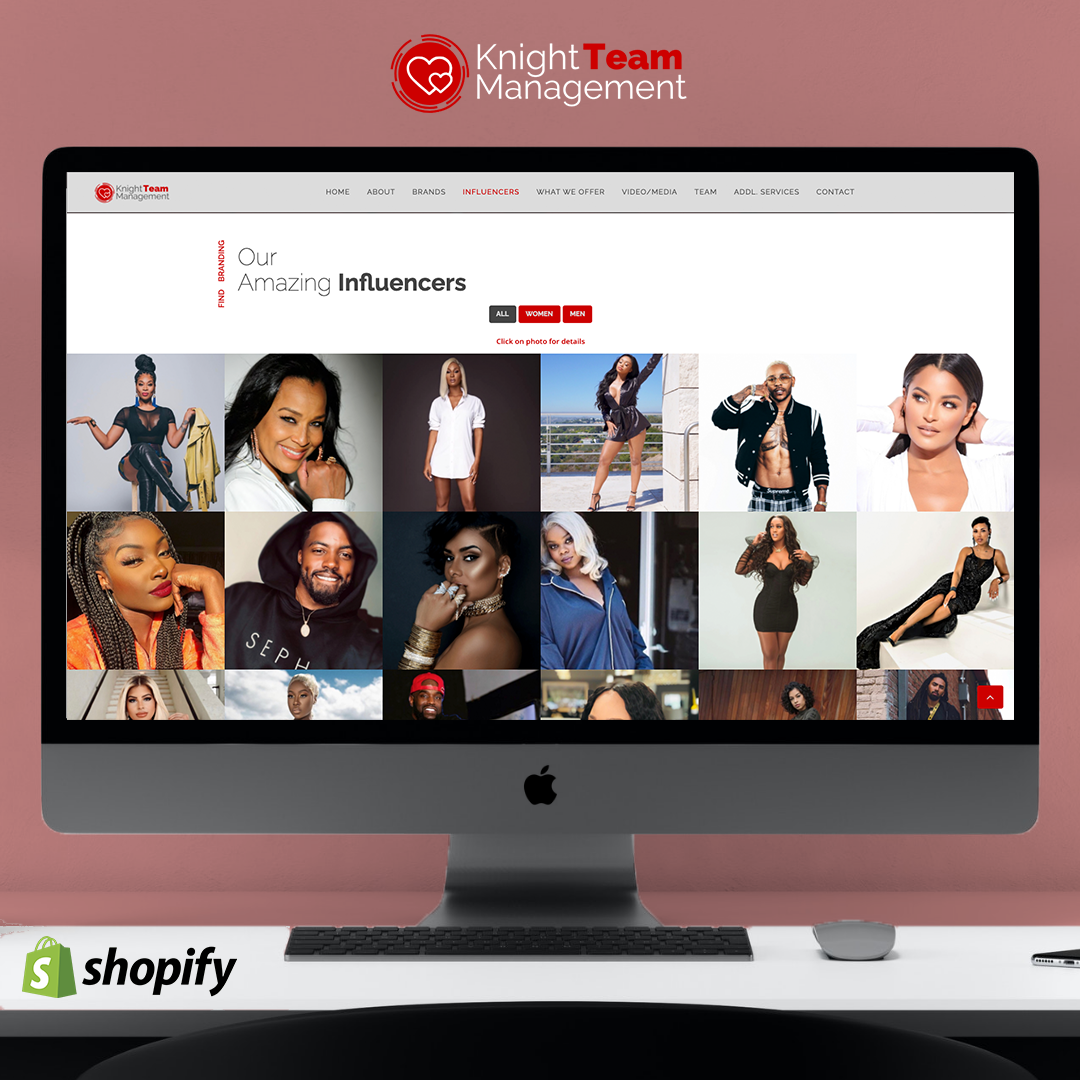 Knight Team
Management
Knight Team
Management
HOME ABOUT BRANDS INFLUENCERS WHAT WE OFFER VIDEO/MEDIA TEAM ADDL. SERVICES CONTACT
FIND BRANDING
Our
Amazing Influencers
ALL WOMEN MEN
Click on photo for details
Supreme
SEPH
S shopify